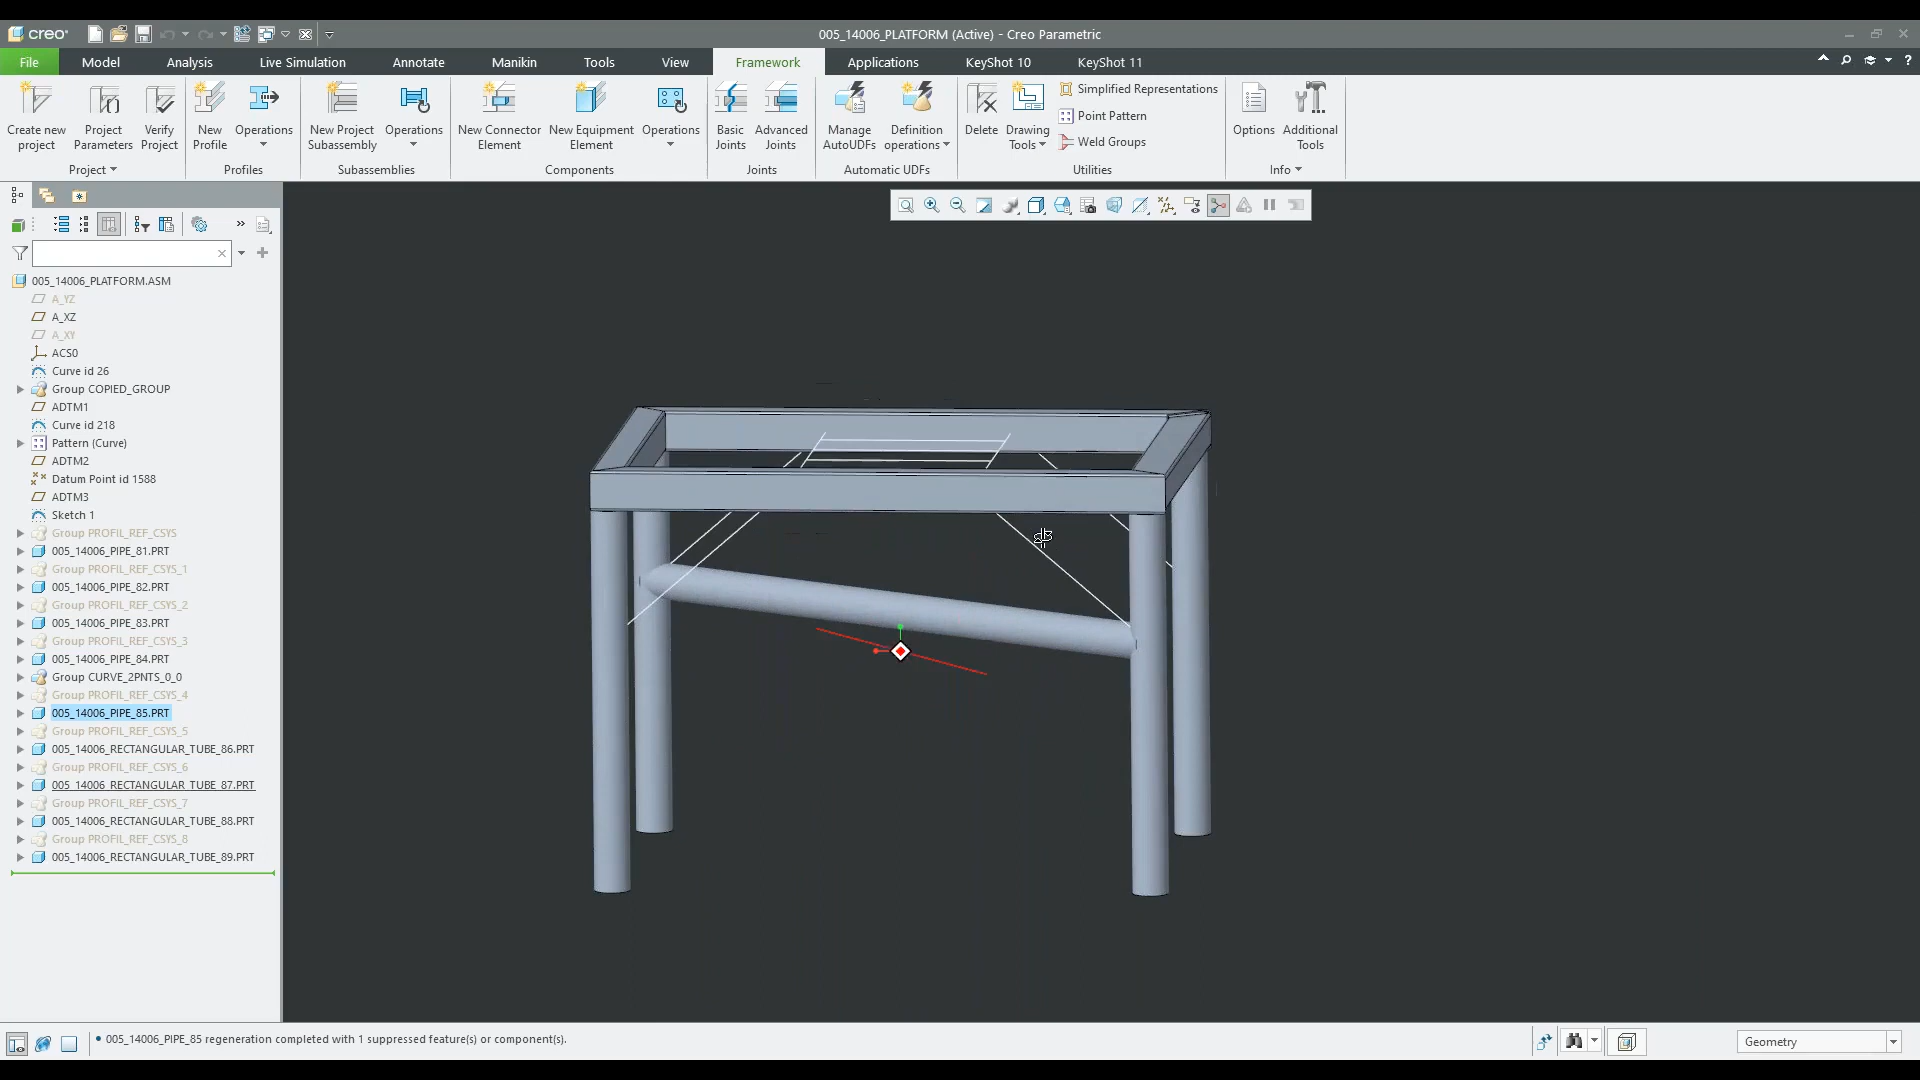 creo®
005_14006_PLATFORM (Active) - Creo Parametric
File Model Analysis Live Simulation Annotate Manikin Tools View Framework Applications KeyShot 10 KeyShot 11
Create new project
Project Parameters
Verify Project
New Profile
Operations
New Project Subassembly
Operations
New Connector Element
New Equipment Element
Operations
Basic Joints
Advanced Joints
Manage AutoUDFs
Definition operations
Delete
Drawing Tools
Simplified Representations
Point Pattern
Weld Groups
Options
Additional Tools
Project Profiles Subassemblies Components Joints Automatic UDFs Utilities Info
005_14006_PLATFORM.ASM
A_YZ
A_XZ
A_XY
ACS0
Curve id 26
Group COPIED_GROUP
ADTM1
Curve id 218
Pattern (Curve)
ADTM2
Datum Point id 1588
ADTM3
Sketch 1
Group PROFIL_REF_CSYS
005_14006_PIPE_81.PRT
Group PROFIL_REF_CSYS_1
005_14006_PIPE_82.PRT
Group PROFIL_REF_CSYS_2
005_14006_PIPE_83.PRT
Group PROFIL_REF_CSYS_3
005_14006_PIPE_84.PRT
Group CURVE_2PNTS_0_0
Group PROFIL_REF_CSYS_4
005_14006_PIPE_85.PRT
Group PROFIL_REF_CSYS_5
005_14006_RECTANGULAR_TUBE_86.PRT
Group PROFIL_REF_CSYS_6
005_14006_RECTANGULAR_TUBE_87.PRT
Group PROFIL_REF_CSYS_7
005_14006_RECTANGULAR_TUBE_88.PRT
Group PROFIL_REF_CSYS_8
005_14006_RECTANGULAR_TUBE_89.PRT
• 005_14006_PIPE_85 regeneration completed with 1 suppressed feature(s) or component(s).
Geometry